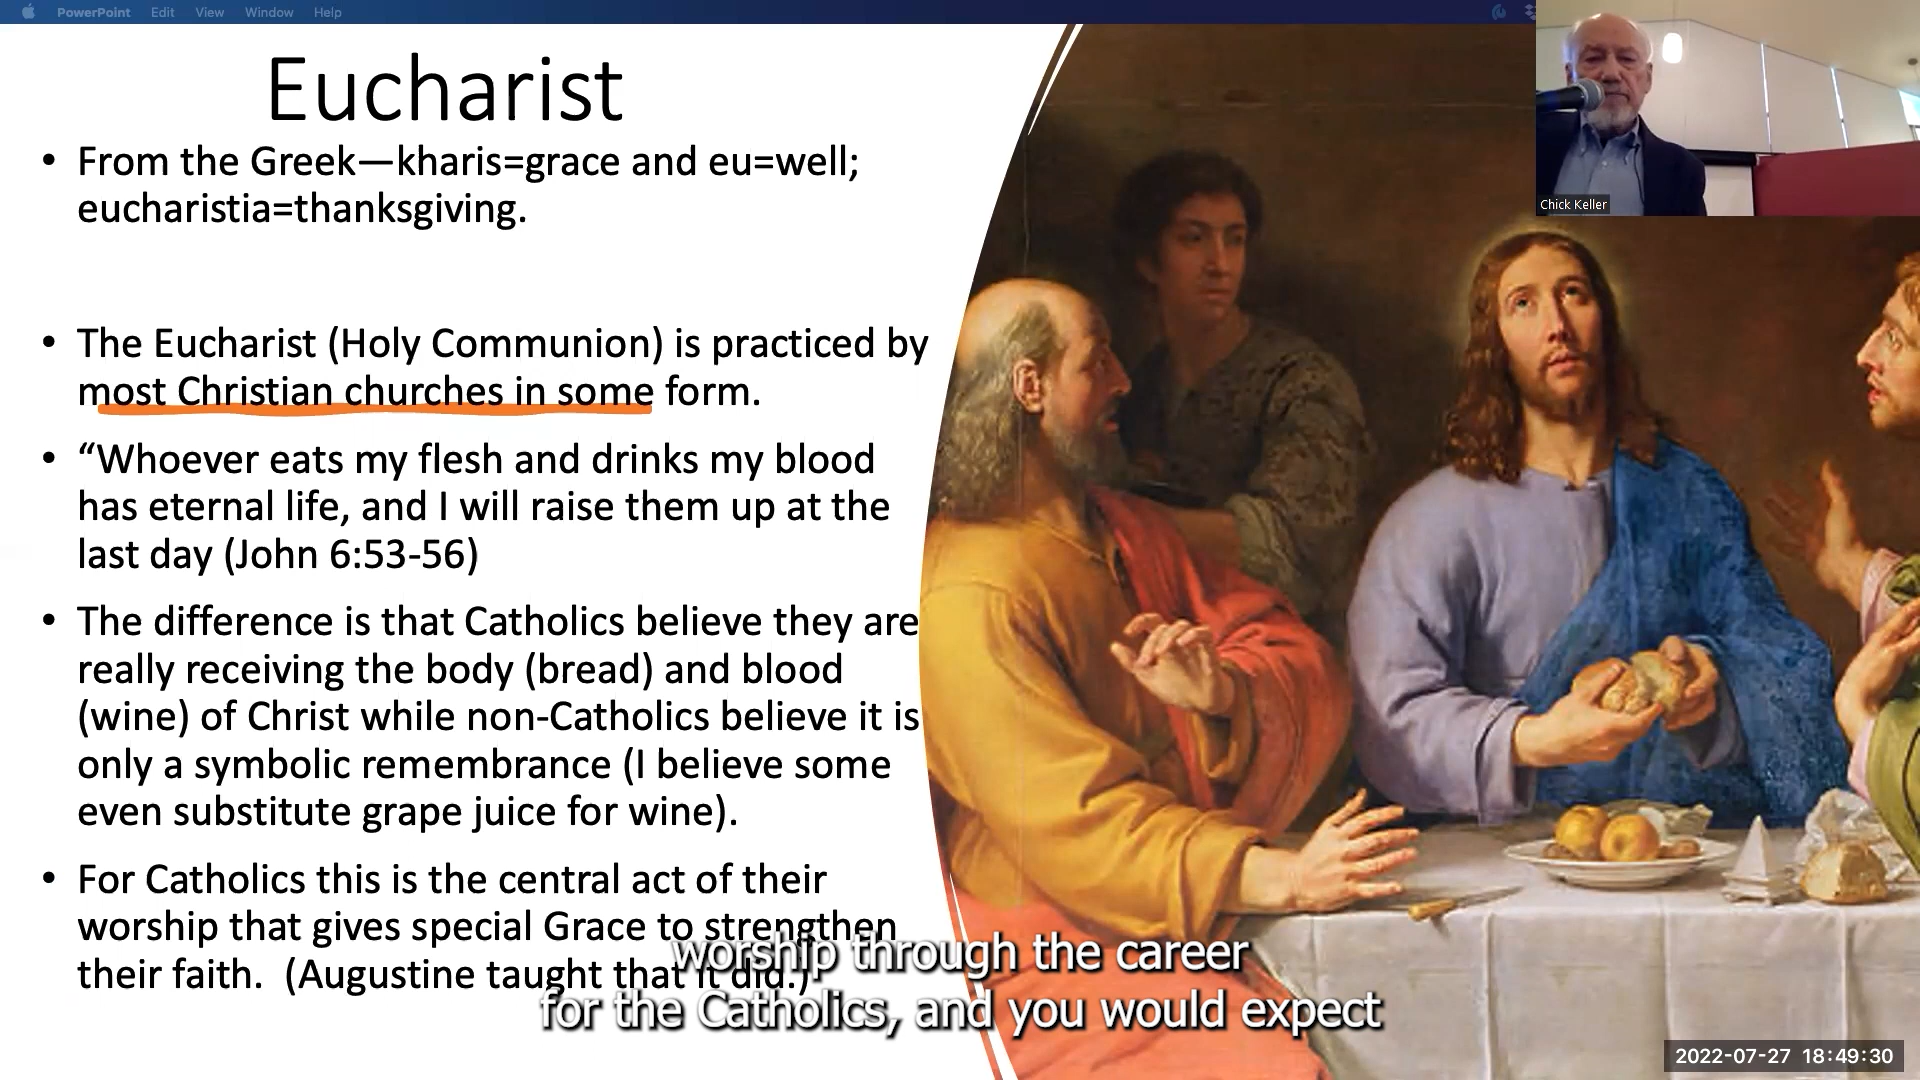 PowerPoint Edit View Window Help
Eucharist
• From the Greek—kharis=grace and eu=well;
eucharistia=thanksgiving.
• The Eucharist (Holy Communion) is practiced by
most Christian churches in some form.
• “Whoever eats my flesh and drinks my blood
has eternal life, and I will raise them up at the
last day (John 6:53-56)
• The difference is that Catholics believe they are
really receiving the body (bread) and blood
(wine) of Christ while non-Catholics believe it is
only a symbolic remembrance (I believe some
even substitute grape juice for wine).
• For Catholics this is the central act of their
worship that gives special Grace to strengthen
their faith. (Augustine taught that it did.)
Chick Keller
worship through the career
for the Catholics, and you would expect
2022-07-27 18:49:30